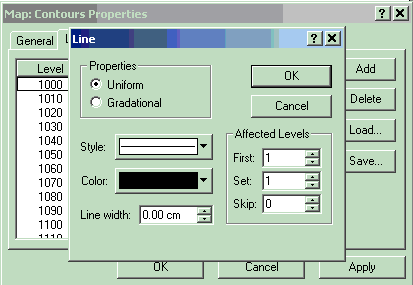 Map: Contours Properties
General
Line
Level
1000
1010
1020
1030
1040
1050
1060
1070
1080
1090
1100
Properties
Uniform
Gradational
OK
Cancel
Style:
Color:
Line width: 0.00 cm
Affected Levels
First: 1
Set: 1
Skip: 0
Add
Delete
Load...
Save...
OK
Cancel
Apply